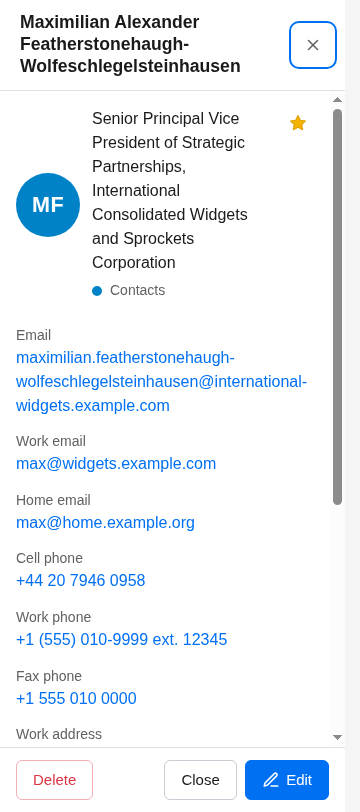 Maximilian Alexander
Featherstonehaugh-
Wolfeschlegelsteinhausen
Senior Principal Vice
President of Strategic
Partnerships,
International
Consolidated Widgets
and Sprockets
Corporation
MF
Contacts
Email
maximilian.featherstonehaugh-
wolfeschlegelsteinhausen@international-
widgets.example.com
Work email
max@widgets.example.com
Home email
max@home.example.org
Cell phone
+44 20 7946 0958
Work phone
+1 (555) 010-9999 ext. 12345
Fax phone
+1 555 010 0000
Work address
Delete
Close
Edit